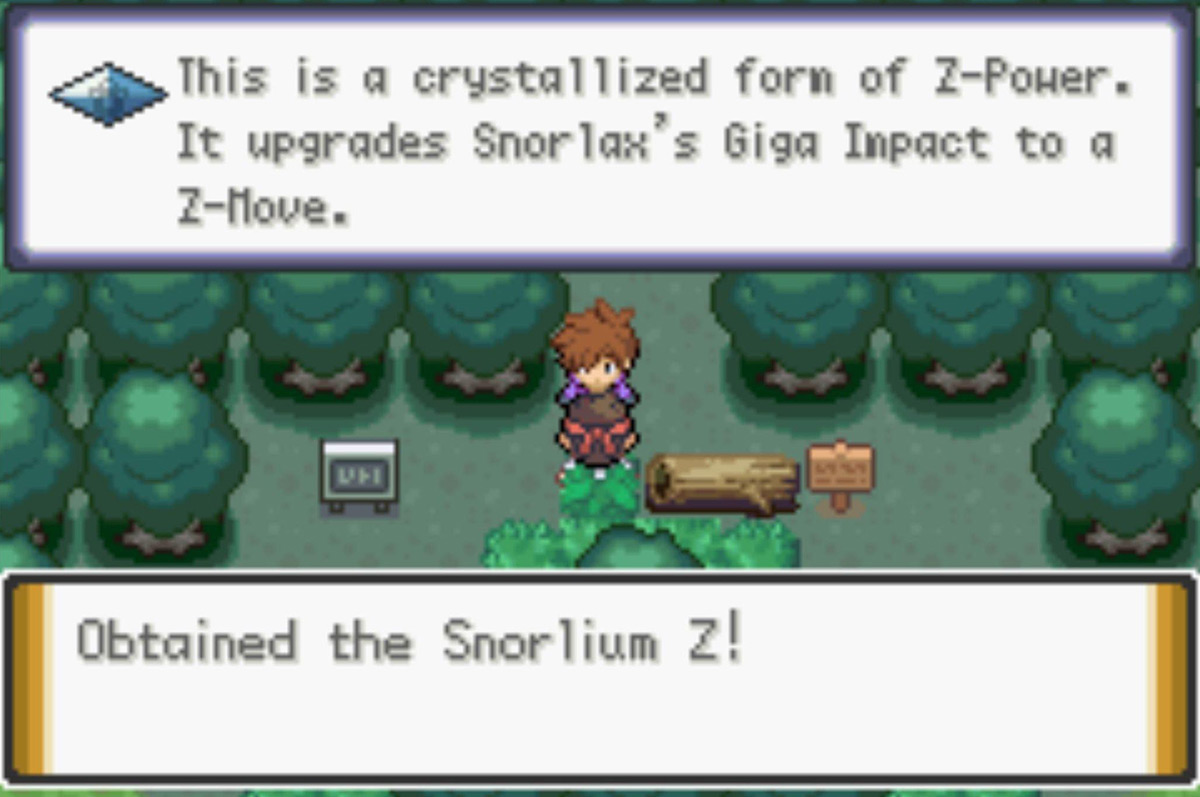 This is a crystallized form of Z-Power.
It upgrades Snorlax's Giga Impact to a
Z-Move.
Obtained the Snorlium Z!